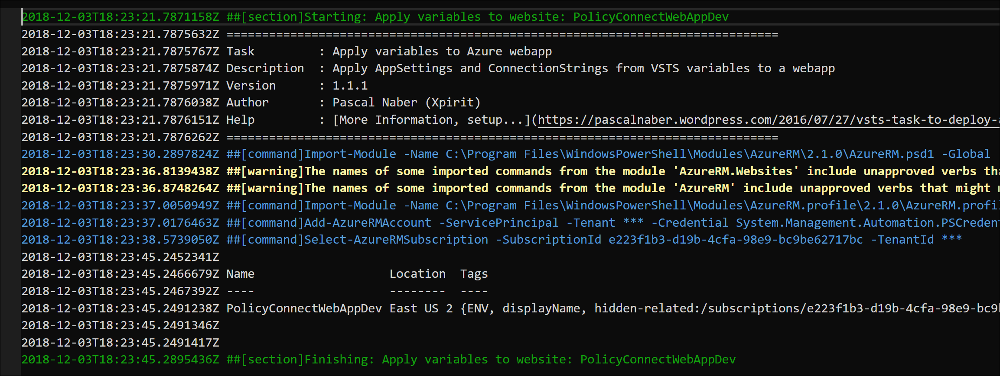 2018-12-03T18:23:21.7871158Z ##[section]Starting: Apply variables to website: PolicyConnectWebAppDev
2018-12-03T18:23:21.7875632Z ==============================================================================
2018-12-03T18:23:21.7875767Z Task         : Apply variables to Azure webapp
2018-12-03T18:23:21.7875874Z Description  : Apply AppSettings and ConnectionStrings from VSTS variables to a webapp
2018-12-03T18:23:21.7875971Z Version      : 1.1.1
2018-12-03T18:23:21.7876038Z Author       : Pascal Naber (Xpirit)
2018-12-03T18:23:21.7876151Z Help         : [More Information, setup...](https://pascalnaber.wordpress.com/2016/07/27/vsts-task-to-deploy-
2018-12-03T18:23:21.7876262Z ==============================================================================
2018-12-03T18:23:30.2897824Z ##[command]Import-Module -Name C:\Program Files\WindowsPowerShell\Modules\AzureRM\2.1.0\AzureRM.psd1 -Global
2018-12-03T18:23:36.8139438Z ##[warning]The names of some imported commands from the module 'AzureRM.Websites' include unapproved verbs
2018-12-03T18:23:36.8748264Z ##[warning]The names of some imported commands from the module 'AzureRM' include unapproved verbs that might
2018-12-03T18:23:37.0050949Z ##[command]Import-Module -Name C:\Program Files\WindowsPowerShell\Modules\AzureRM.profile\2.1.0\AzureRM.profi
2018-12-03T18:23:37.0176463Z ##[command]Add-AzureRMAccount -ServicePrincipal -Tenant *** -Credential System.Management.Automation.PSCreden
2018-12-03T18:23:38.5739050Z ##[command]Select-AzureRMSubscription -SubscriptionId e223f1b3-d19b-4cfa-98e9-bc9be62717bc -TenantId ***
2018-12-03T18:23:45.2452341Z
2018-12-03T18:23:45.2466679Z Name                   Location  Tags
2018-12-03T18:23:45.2467392Z ----                   --------  ----
2018-12-03T18:23:45.2491238Z PolicyConnectWebAppDev East US 2 {ENV, displayName, hidden-related:/subscriptions/e223f1b3-d19b-4cfa-98e9-bc9
2018-12-03T18:23:45.2491346Z
2018-12-03T18:23:45.2491417Z
2018-12-03T18:23:45.2895436Z ##[section]Finishing: Apply variables to website: PolicyConnectWebAppDev